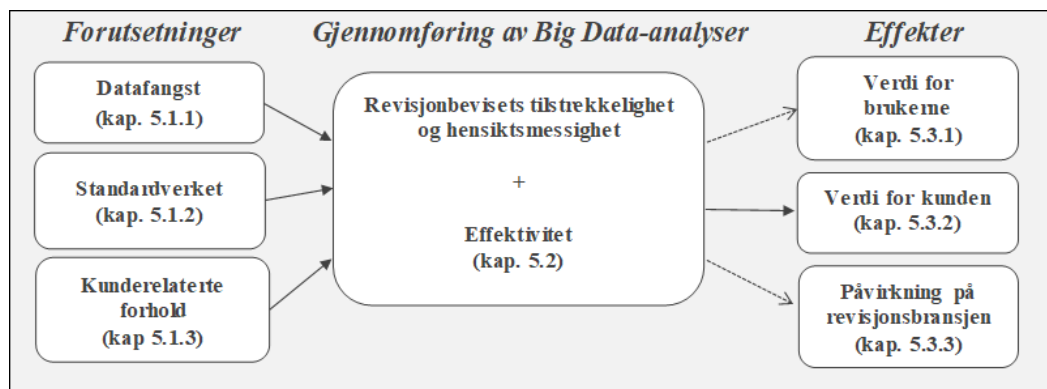 Forutsetninger
Gjennomføring av Big Data-analyser
Effekter
Datafangst
(kap. 5.1.1)
Standardverket
(kap. 5.1.2)
Kunderelaterte
forhold
(kap 5.1.3)
Revisjonbevisets tilstrekkelighet
og hensiktsmessighet
+
Effektivitet
(kap. 5.2)
Verdi for
brukerne
(kap. 5.3.1)
Verdi for kunden
(kap. 5.3.2)
Påvirkning på
revisjonsbransjen
(kap. 5.3.3)